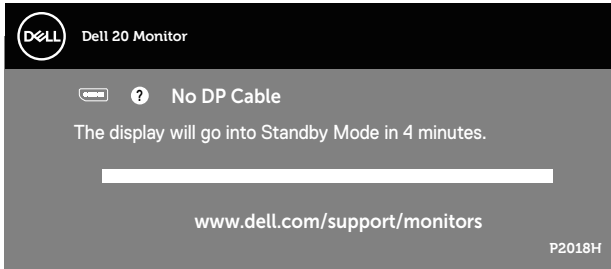 DELL
Dell 20 Monitor
? No DP Cable
The display will go into Standby Mode in 4 minutes.
www.dell.com/support/monitors
P2018H